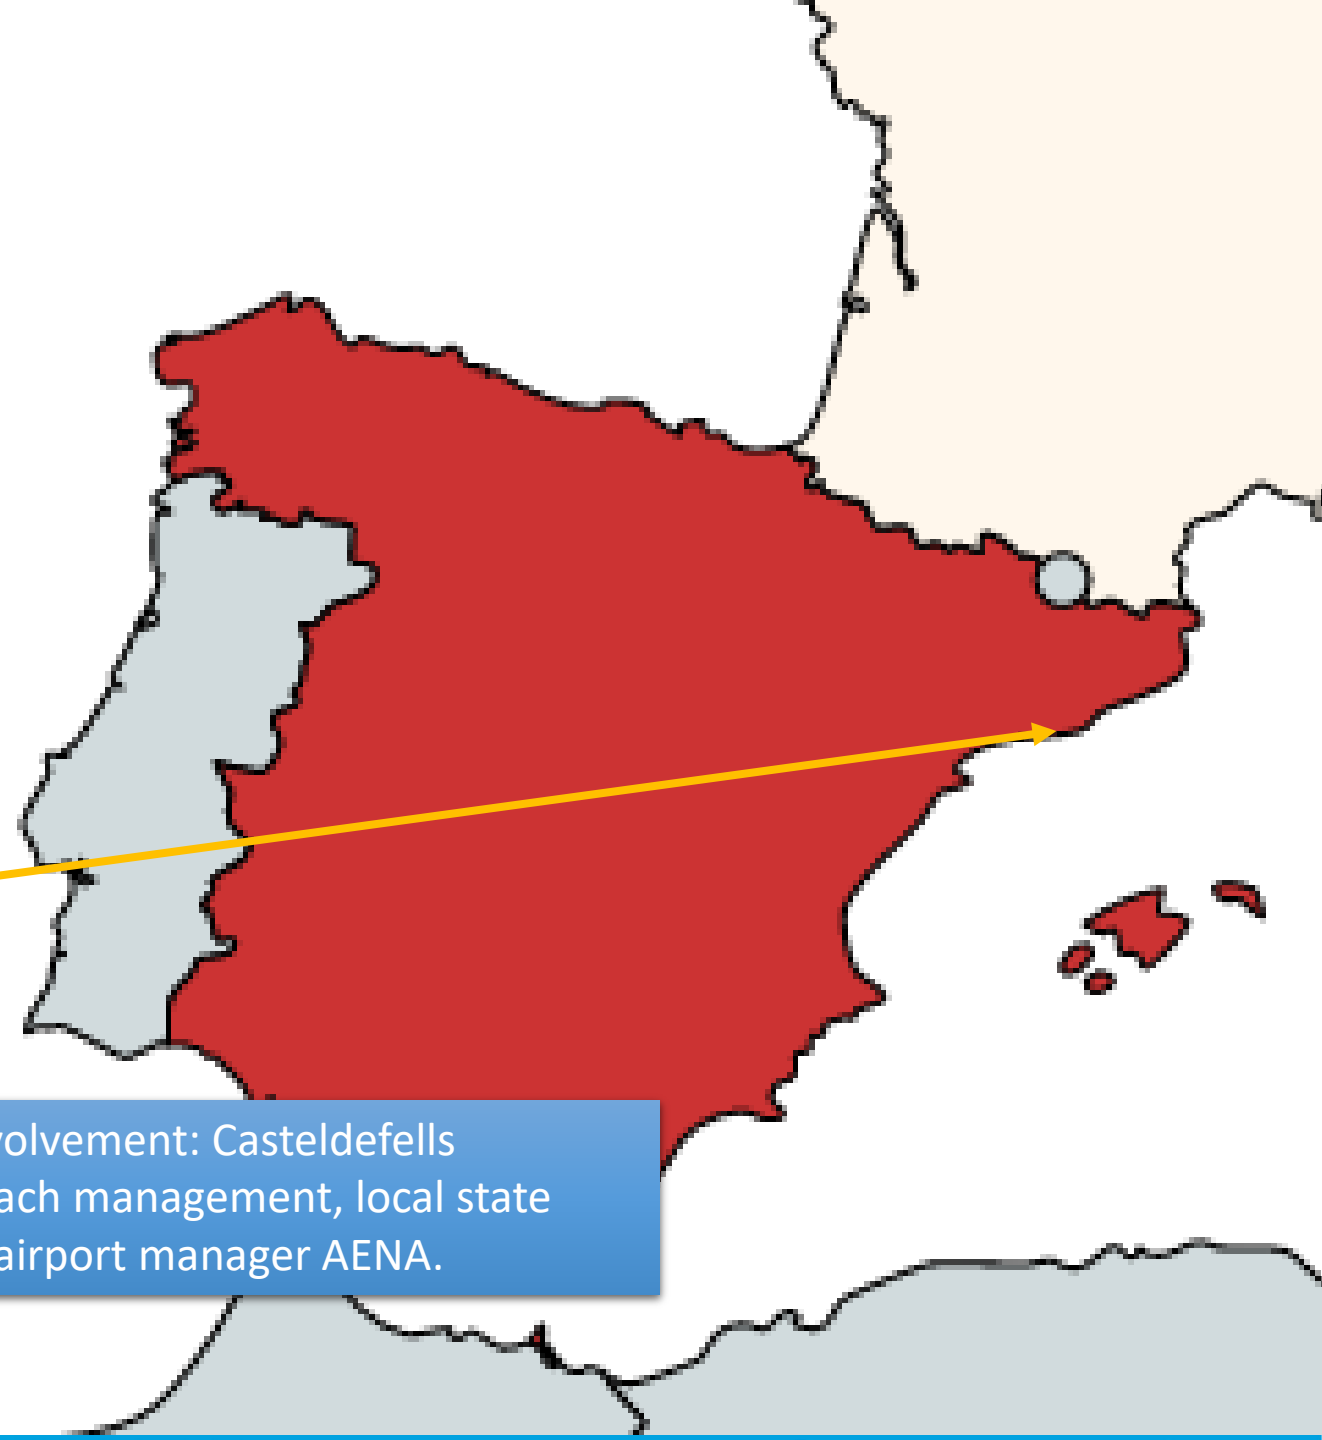 volvement: Casteldefells
ach management, local state
airport manager AENA.